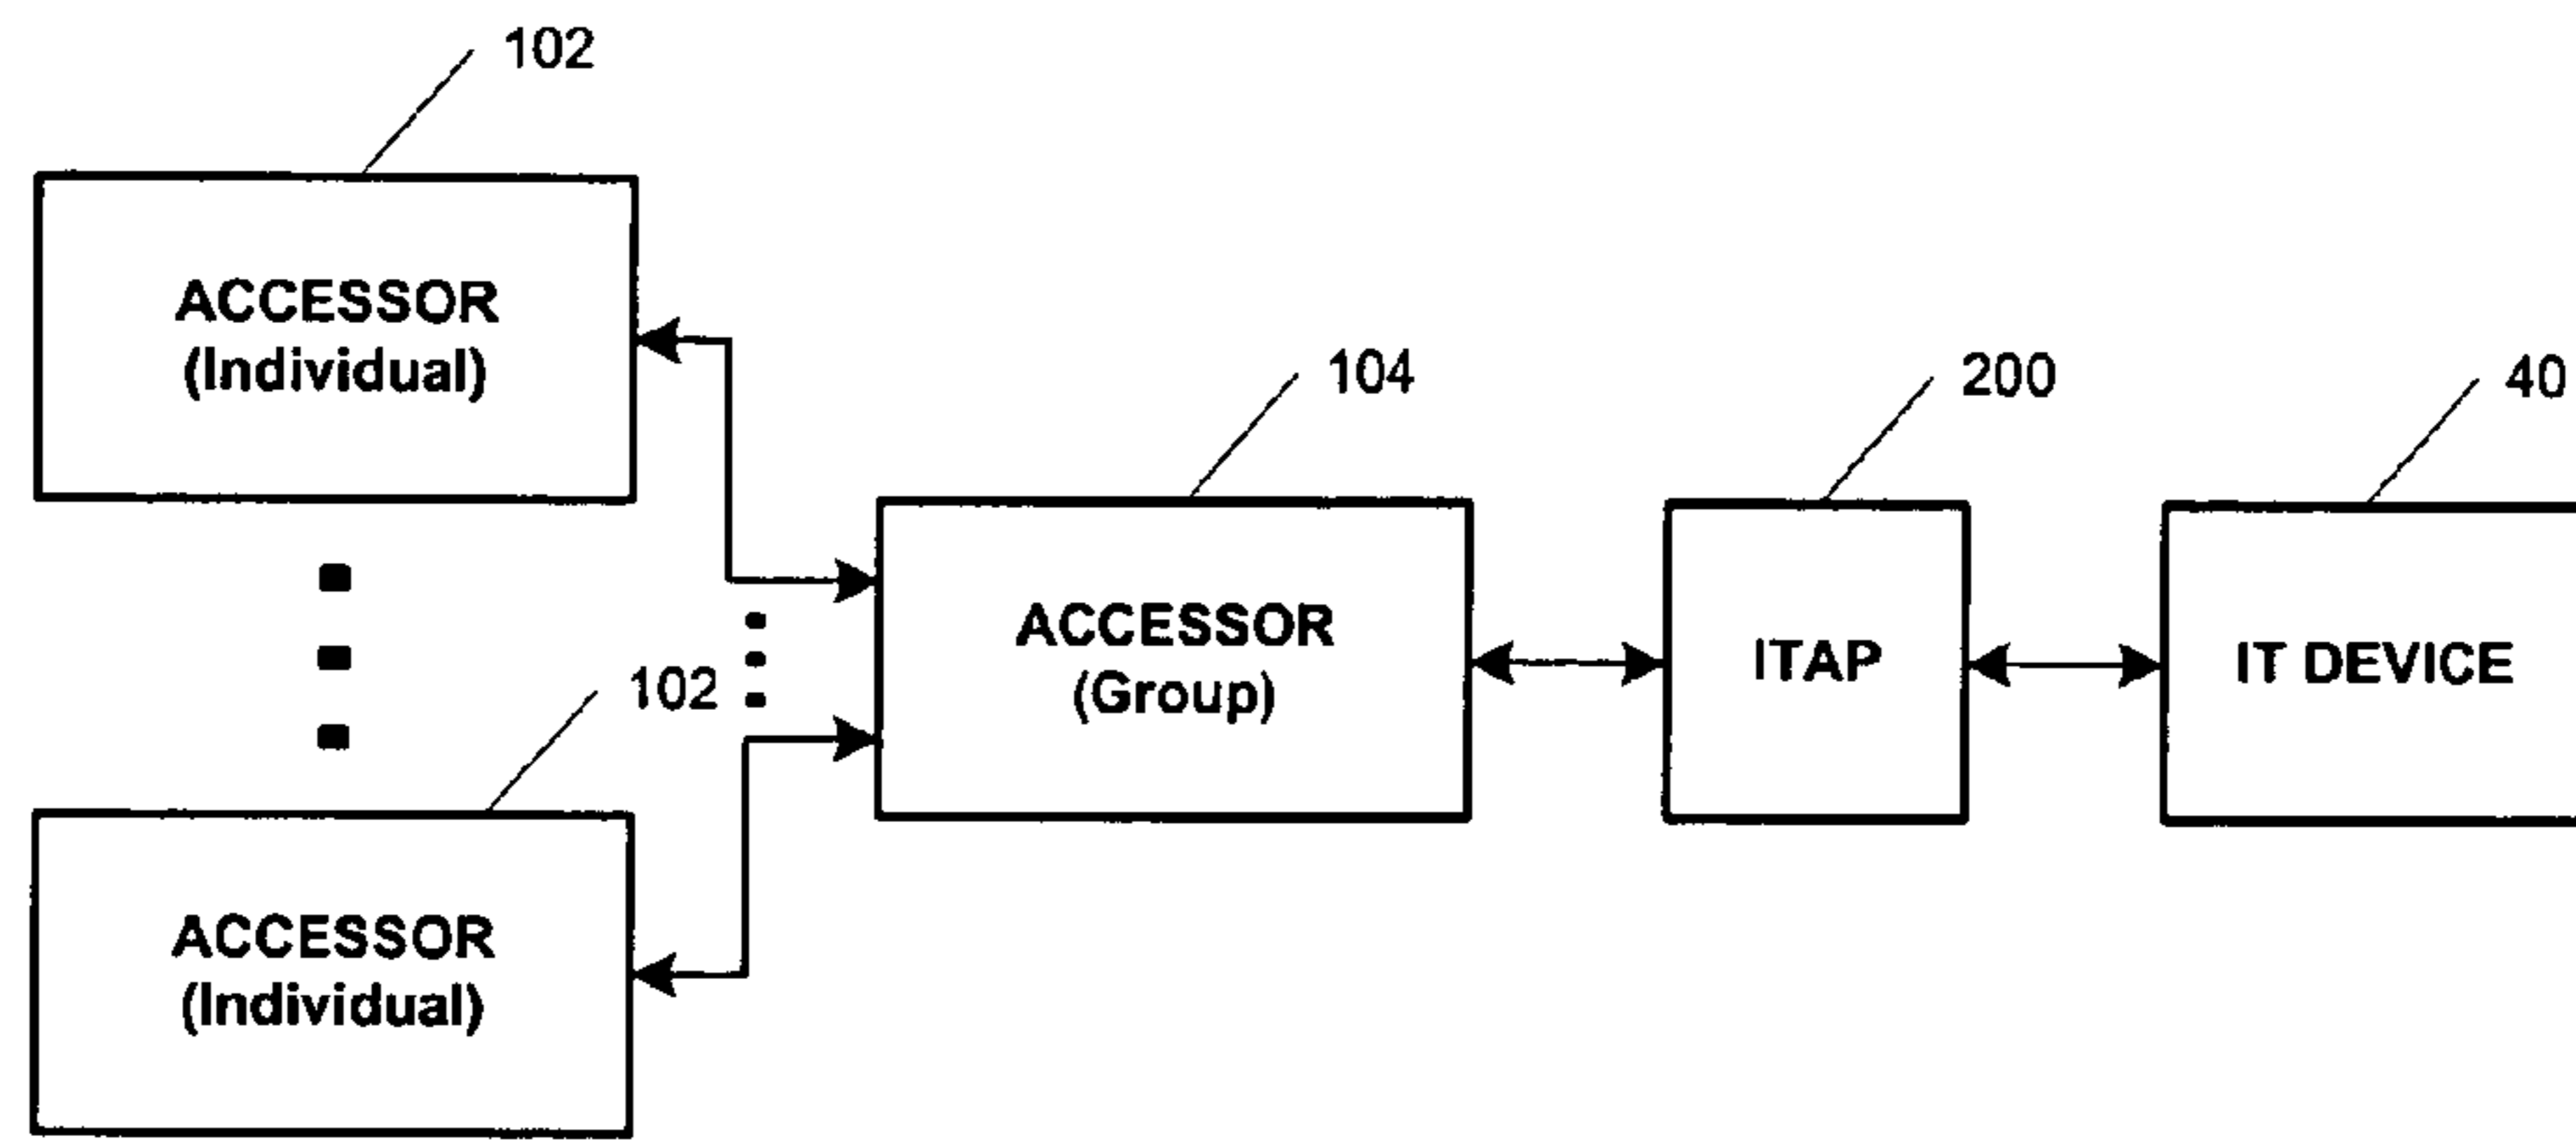 102
ACCESSOR
(Individual)
104
200
40
ACCESSOR
(Group)
ITAP
IT DEVICE
102
ACCESSOR
(Individual)